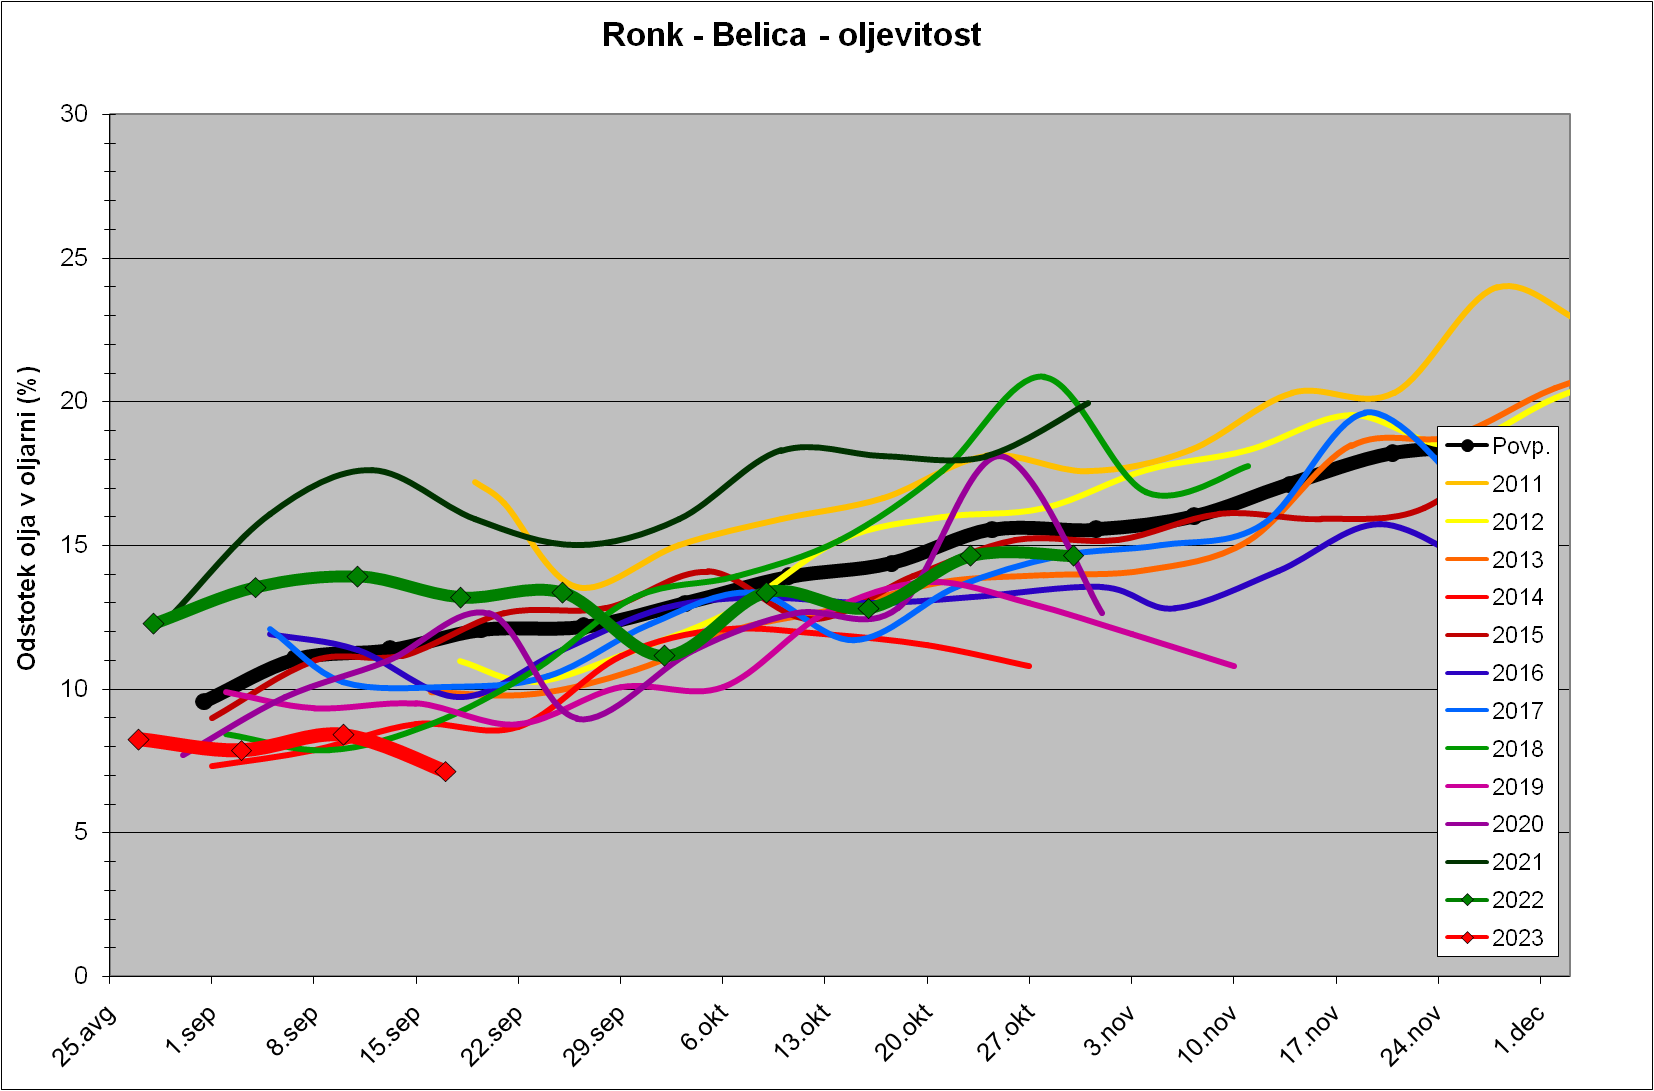 Ronk - Belica - oljevitost
Odstotek olja v oljarni (%)
30
25
20
15
10
5
0
25.avg
1.sep
8.sep
15.sep
22.sep
29.sep
6.okt
13.okt
20.okt
27.okt
3.nov
10.nov
17.nov
24.nov
1.dec
Povp.
2011
2012
2013
2014
2015
2016
2017
2018
2019
2020
2021
2022
2023